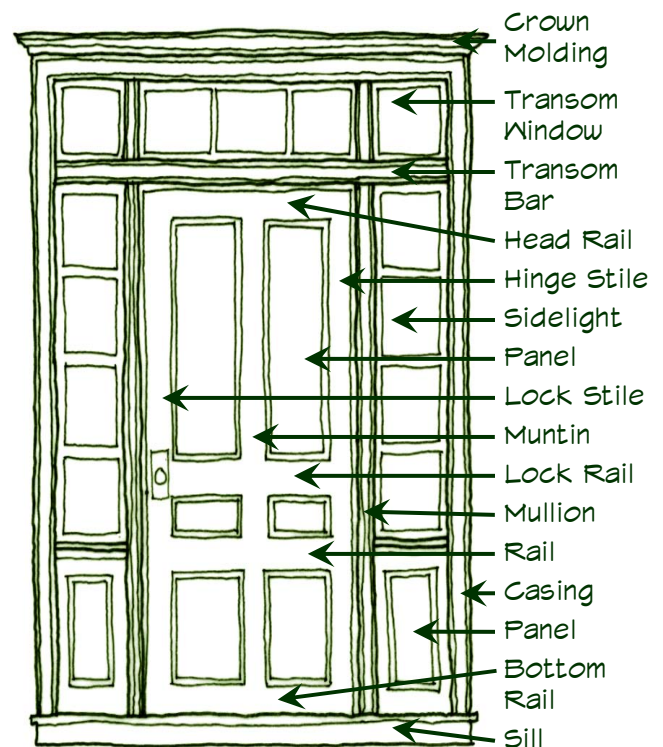 Crown
Molding
Transom
Window
Transom
Bar
Head Rail
Hinge Stile
Sidelight
Panel
Lock Stile
Muntin
Lock Rail
Mullion
Rail
Casing
Panel
Bottom
Rail
Sill